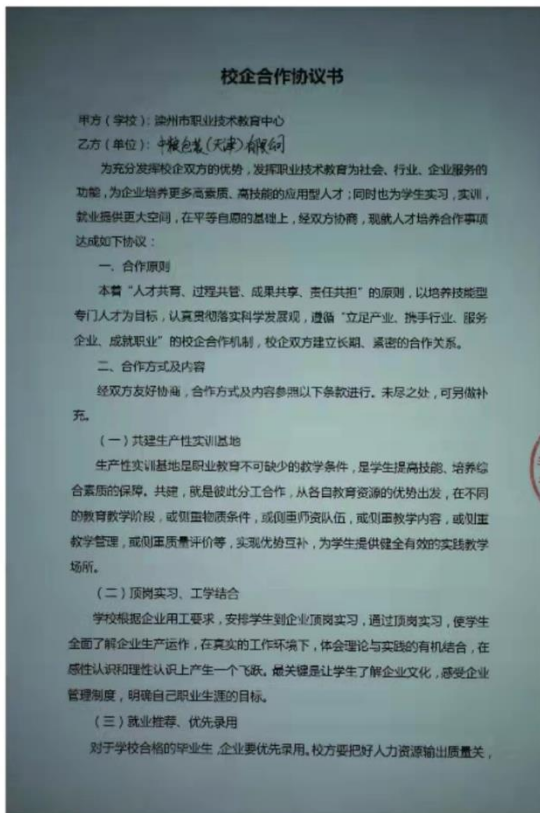 校企合作协议书
甲方（学校）：滦州市职业技术教育中心
乙方（单位）：中粮包装（天津）有限公司
为充分发挥校企双方的优势，发挥职业技术教育为社会、行业、企业服务的
功能，为企业培养更多高素质、高技能的应用型人才；同时也为学生实习，实训，
就业提供更大空间，在平等自愿的基础上，经双方协商，现就人才培养合作事项
达成如下协议：
一、合作原则
本着“人才共育、过程共管、成果共享、责任共担”的原则，以培养技能型
专门人才为目标，认真贯彻落实科学发展观，遵循“立足产业、携手行业、服务
企业、成就职业”的校企合作机制，校企双方建立长期、紧密的合作关系。
二、合作方式及内容
经双方友好协商，合作方式及内容参照以下条款进行。未尽之处，可另做补
充。
（一）共建生产性实训基地
生产性实训基地是职业教育不可缺少的教学条件，是学生提高技能、培养综
合素质的保障。共建，就是彼此分工合作，从各自教育资源的优势出发，在不同
的教育教学阶段，或侧重物质条件，或侧重师资队伍，或侧重教学内容，或侧重
教学管理，或侧重质量评价等，实现优势互补，为学生提供健全有效的实践教学
场所。
（二）顶岗实习、工学结合
学校根据企业用工要求，安排学生到企业顶岗实习，通过顶岗实习，使学生
全面了解企业生产运作，在真实的工作环境下，体会理论与实践的有机结合，在
感性认识和理性认识上产生一个飞跃。最关键是让学生了解企业文化，感受企业
管理制度，明确自己职业生涯的目标。
（三）就业推荐、优先录用
对于学校合格的毕业生，企业要优先录用。校方要把好人力资源输出质量关，